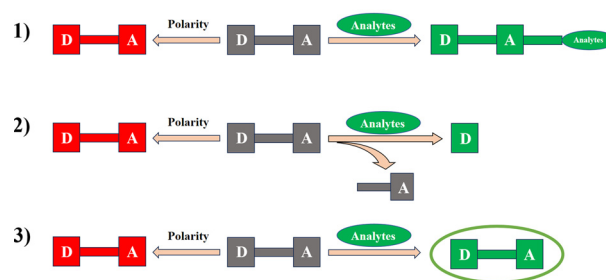 1) D A Polarity D A Analytes D A Analytes
2) D A Polarity D A Analytes D
A
3) D A Polarity D A Analytes D A